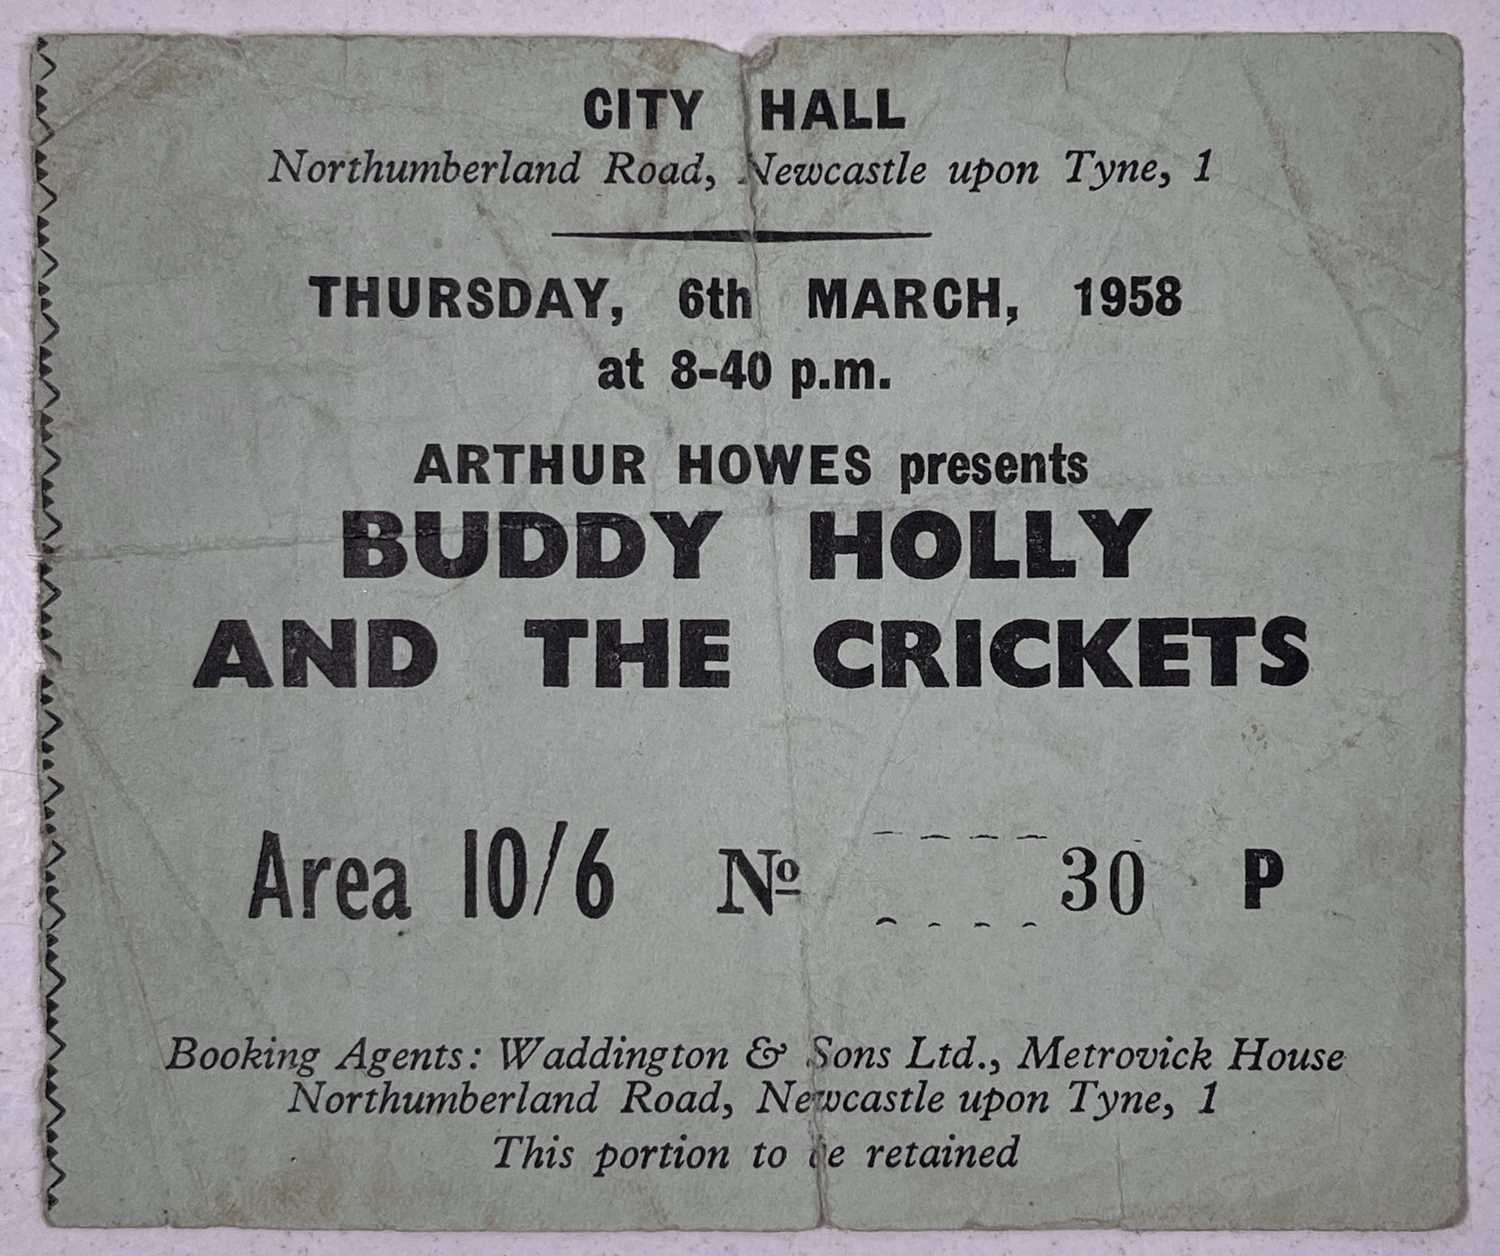 CITY HALL
Northumberland Road, Newcastle upon Tyne, 1
THURSDAY, 6th MARCH, 1958
at 8-40 p.m.
ARTHUR HOWES presents
BUDDY HOLLY
AND THE CRICKETS
Area 10/6 Nº 30 P
Booking Agents: Waddington & Sons Ltd., Metrovick House
Northumberland Road, Newcastle upon Tyne, 1
This portion to be retained